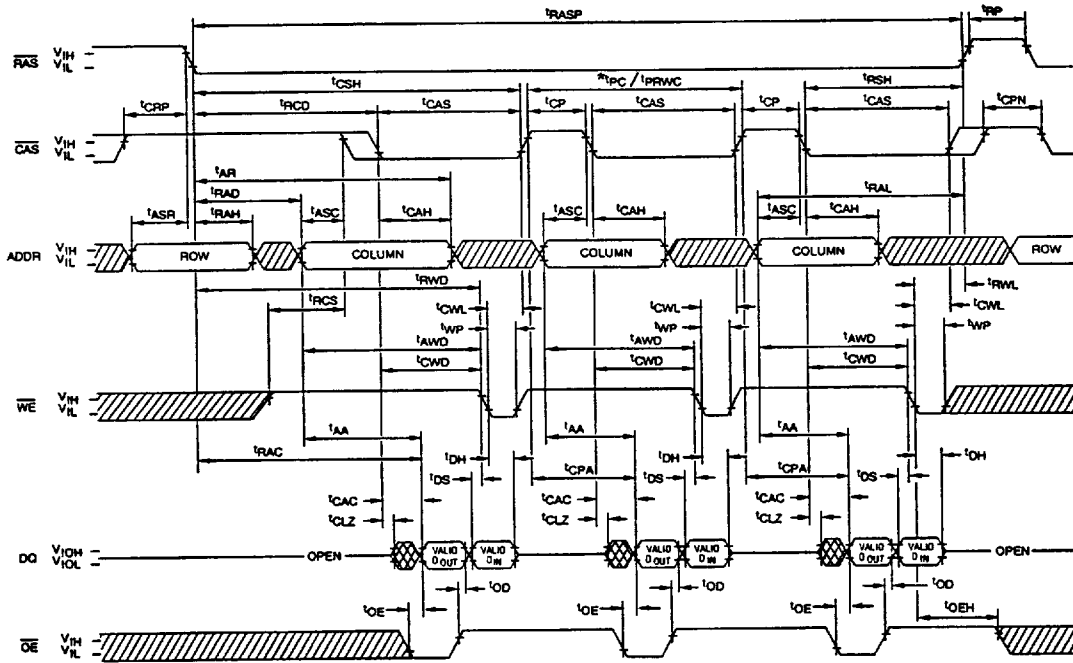 tRASP tRP
RAS VIH
VIL
tCSH *tPC / tPRWC tRSH
tCRP tRCD tCAS tCP tCAS tCP tCAS tCPN
CAS VIH
VIL
tAR
tRAD tRAL
tASR tRAH tASC tCAH tASC tCAH tASC tCAH
ADDR VIH
VIL
ROW COLUMN COLUMN COLUMN ROW
tRWD tRWL
tRCS tCWL tCWL tCWL
tWP tWP tWP
tAWD tAWD tAWD
tCWD tCWD tCWD
WE VIH
VIL
tAA tAA tAA
tRAC tDH tDH tDH
tDS tCPA tDS tCPA tDS
tCAC tCAC tCAC
tCLZ tCLZ tCLZ
DQ VIOH
VIOL
OPEN VALID DOUT VALID DIN VALID DOUT VALID DIN VALID DOUT VALID DIN OPEN
tOD tOD tOD
tOE tOE tOE tOEH
OE VIH
VIL